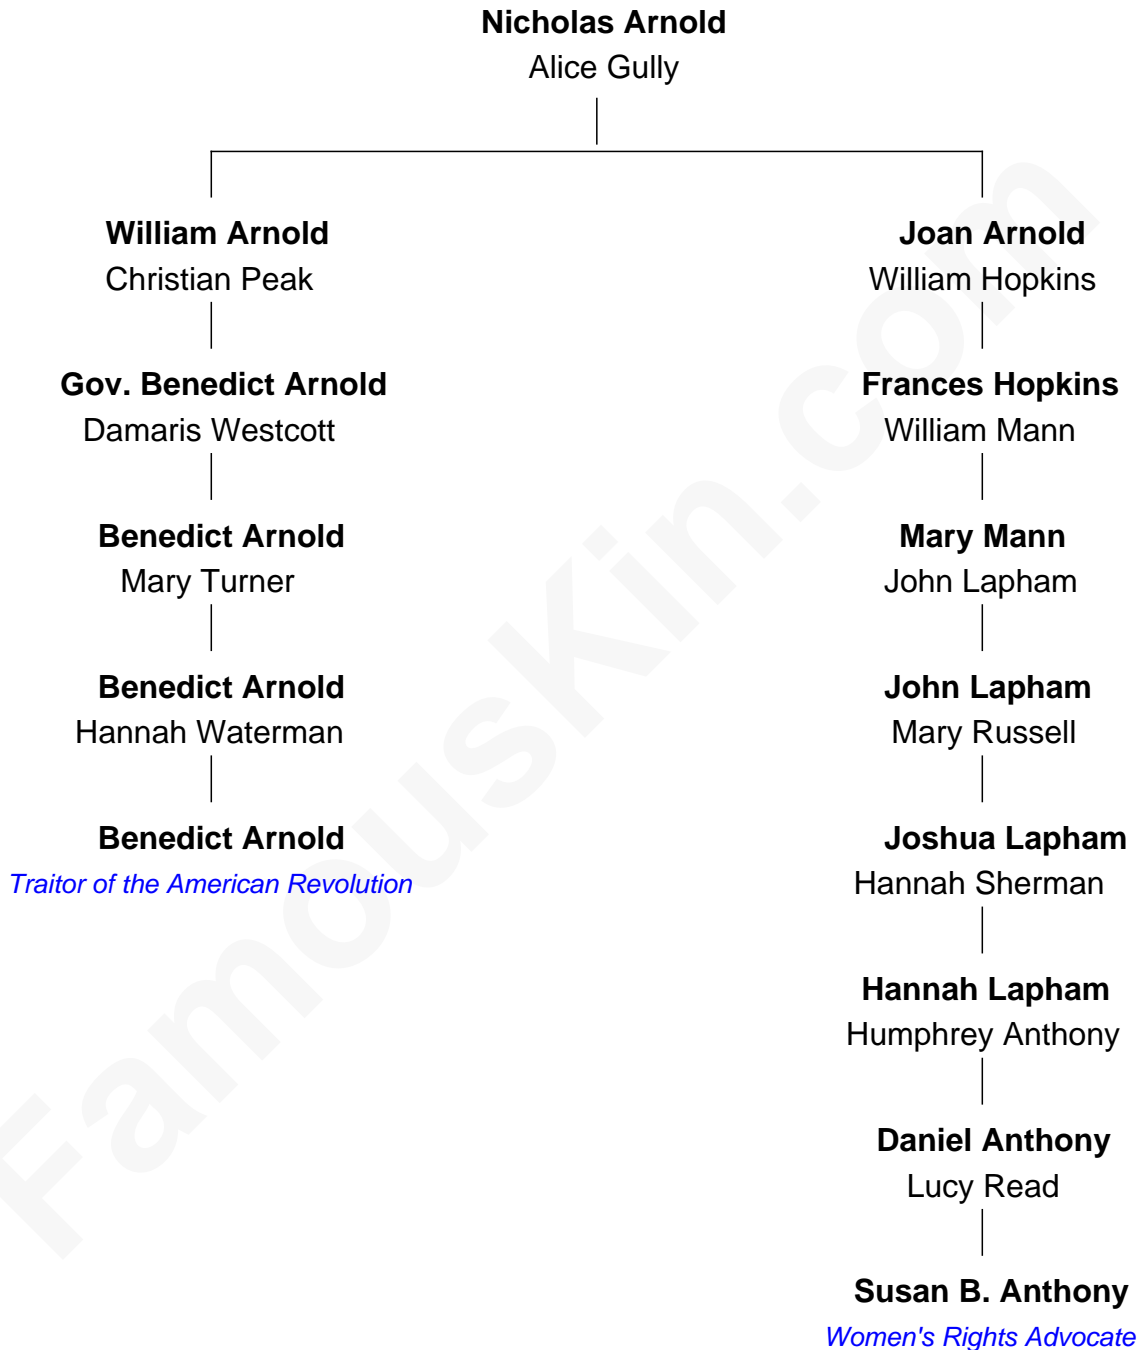 Nicholas Arnold
Alice Gully
William Arnold
Christian Peak
Gov. Benedict Arnold
Damaris Westcott
Benedict Arnold
Mary Turner
Benedict Arnold
Hannah Waterman
Benedict Arnold
Traitor of the American Revolution
Joan Arnold
William Hopkins
Frances Hopkins
William Mann
Mary Mann
John Lapham
John Lapham
Mary Russell
Joshua Lapham
Hannah Sherman
Hannah Lapham
Humphrey Anthony
Daniel Anthony
Lucy Read
Susan B. Anthony
Women's Rights Advocate
FamousKin.com